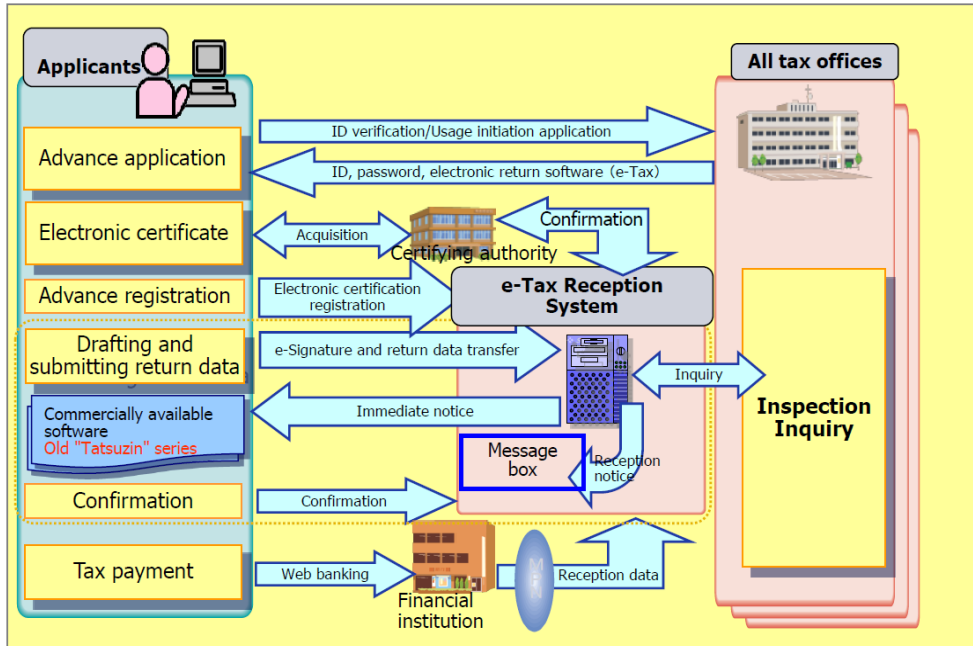 Applicants
All tax offices
Advance application
ID verification/Usage initiation application
ID, password, electronic return software (e-Tax)
Electronic certificate
Acquisition
Certifying authority
Confirmation
Advance registration
Electronic certification
registration
e-Tax Reception
System
Drafting and
submitting return data
e-Signature and return data transfer
Inquiry
Inspection
Inquiry
Commercially available
software
Old "Tatsuzin" series
Immediate notice
Message
box
Reception
notice
Confirmation
Confirmation
Tax payment
Web banking
Financial
institution
Reception data